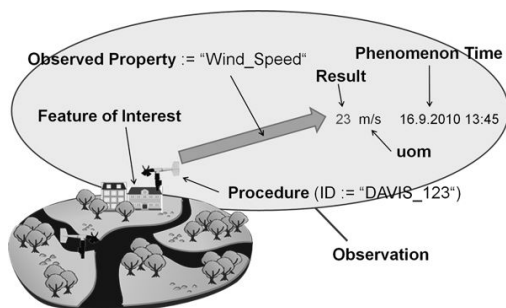 Phenomenon Time
Observed Property := "Wind_Speed"
Result
Feature of Interest
23 m/s 16.9.2010 13:45
uom
Procedure (ID := "DAVIS_123")
Observation